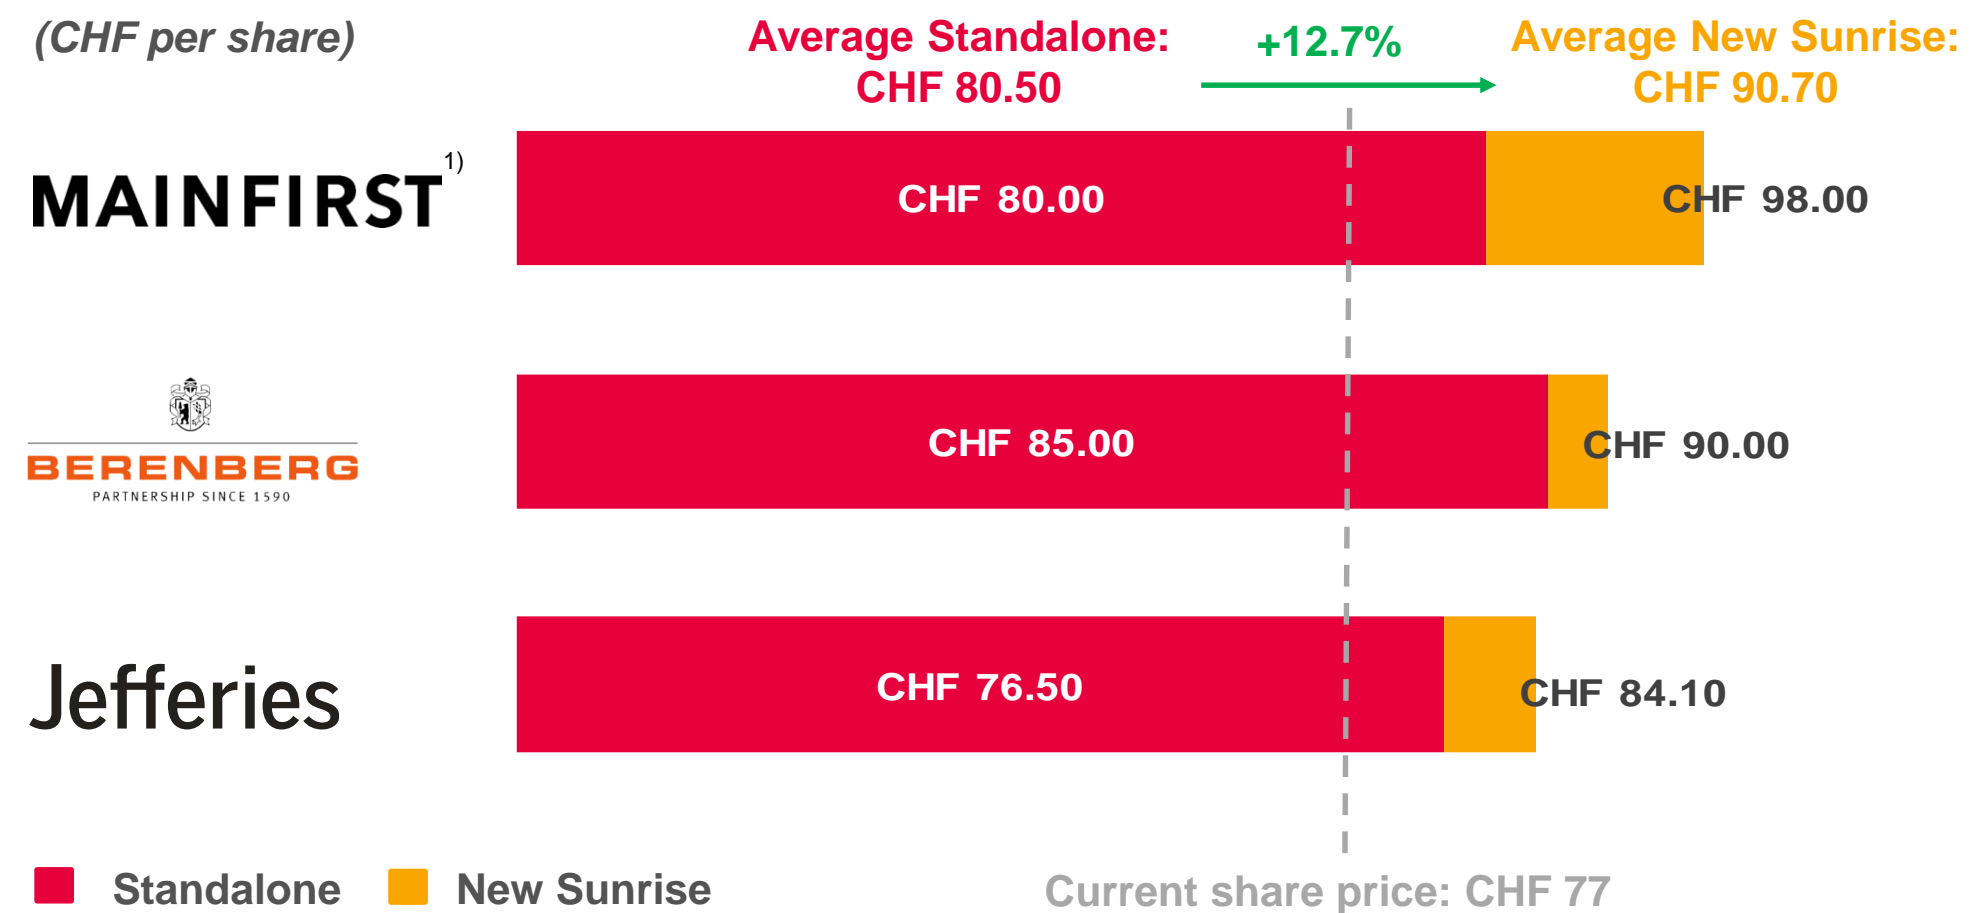 (CHF per share)
Average Standalone:
CHF 80.50
+12.7%
Average New Sunrise:
CHF 90.70
MAINFIRST 1)
CHF 80.00
CHF 98.00
BERENBERG
PARTNERSHIP SINCE 1590
CHF 85.00
CHF 90.00
Jefferies
CHF 76.50
CHF 84.10
Standalone
New Sunrise
Current share price: CHF 77